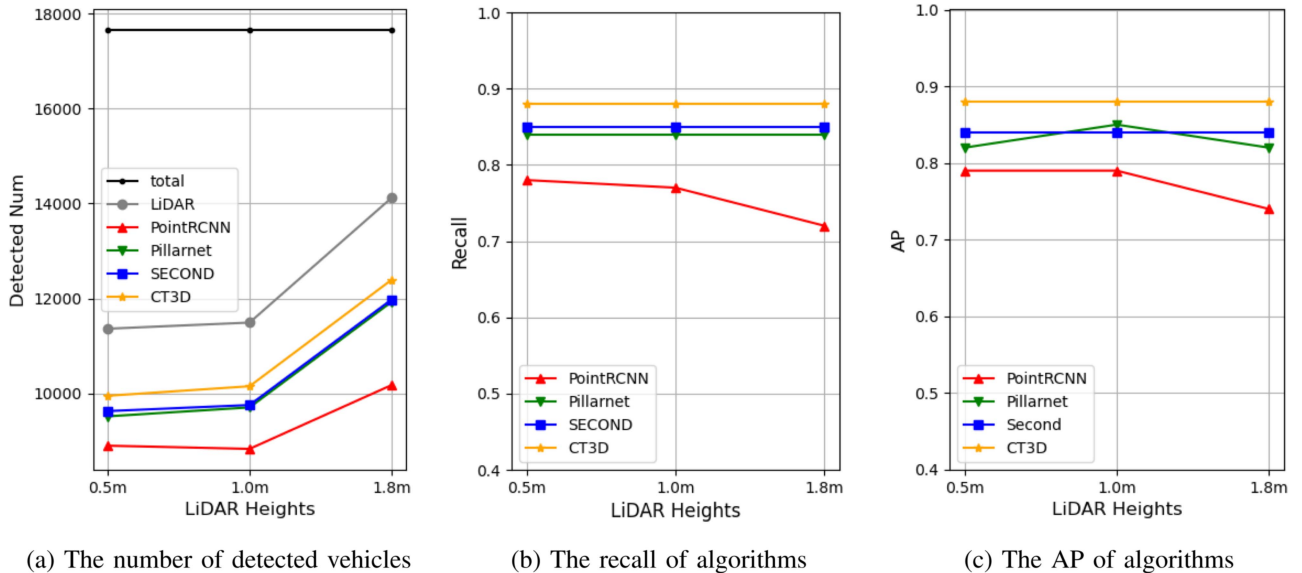 18000
16000
14000
12000
10000
Detected Num
total
LiDAR
PointRCNN
Pillarnet
SECOND
CT3D
0.5m
1.0m
1.8m
LiDAR Heights
(a) The number of detected vehicles
1.0
0.9
0.8
0.7
0.6
0.5
0.4
Recall
PointRCNN
Pillarnet
SECOND
CT3D
0.5m
1.0m
1.8m
LiDAR Heights
(b) The recall of algorithms
1.0
0.9
0.8
0.7
0.6
0.5
0.4
AP
PointRCNN
Pillarnet
Second
CT3D
0.5m
1.0m
1.8m
LiDAR Heights
(c) The AP of algorithms